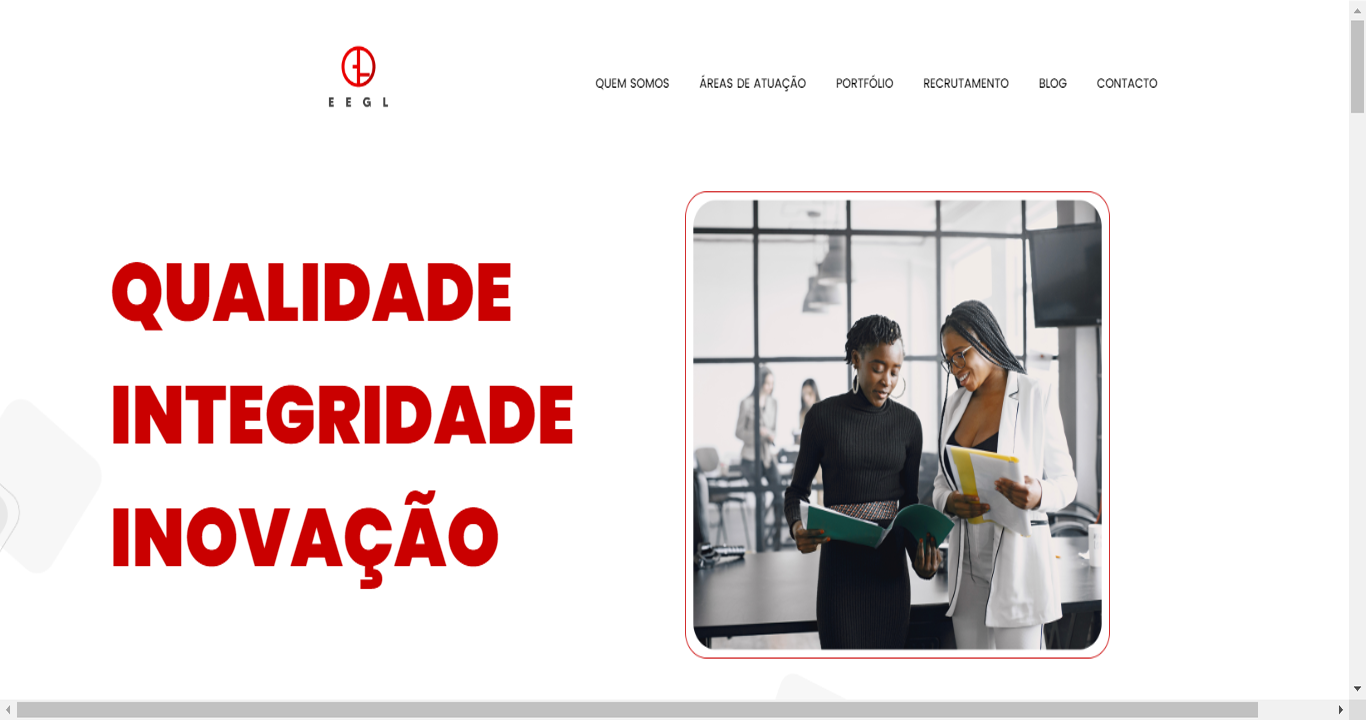 E E G L
QUEM SOMOS ÁREAS DE ATUAÇÃO PORTFÓLIO RECRUTAMENTO BLOG CONTACTO
QUALIDADE
INTEGRIDADE
INOVAÇÃO